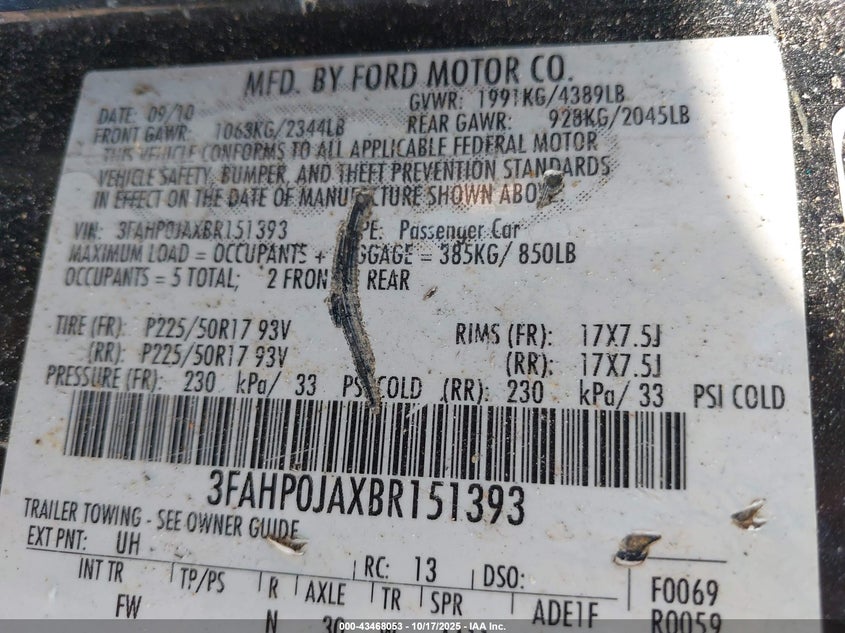 MFD. BY FORD MOTOR CO.
DATE: 09/10 GVWR: 1991KG/4389LB
FRONT GAWR: 1063KG/2344LB REAR GAWR: 928KG/2045LB
THIS VEHICLE CONFORMS TO ALL APPLICABLE FEDERAL MOTOR
VEHICLE SAFETY, BUMPER, AND THEFT PREVENTION STANDARDS
IN EFFECT ON THE DATE OF MANUFACTURE SHOWN ABOVE
VIN: 3FAHP0JAXBR151393 Passenger Car
MAXIMUM LOAD = OCCUPANTS + LUGGAGE = 385KG/ 850LB
OCCUPANTS = 5 TOTAL; 2 FRONT REAR
TIRE (FR): P225/50R17 93V RIMS (FR): 17X7.5J
(RR): P225/50R17 93V (RR): 17X7.5J
PRESSURE (FR): 230 kPa/ 33 PSI COLD (RR): 230 kPa/ 33 PSI COLD
3FAHP0JAXBR151393
TRAILER TOWING - SEE OWNER GUIDE
EXT PNT: UH RC: 13 DSO: F0069
INT TR TP/PS R AXLE TR SPR ADE1F R0059
FW N 30
000-43468053 - 10/17/2025 - IAA Inc.